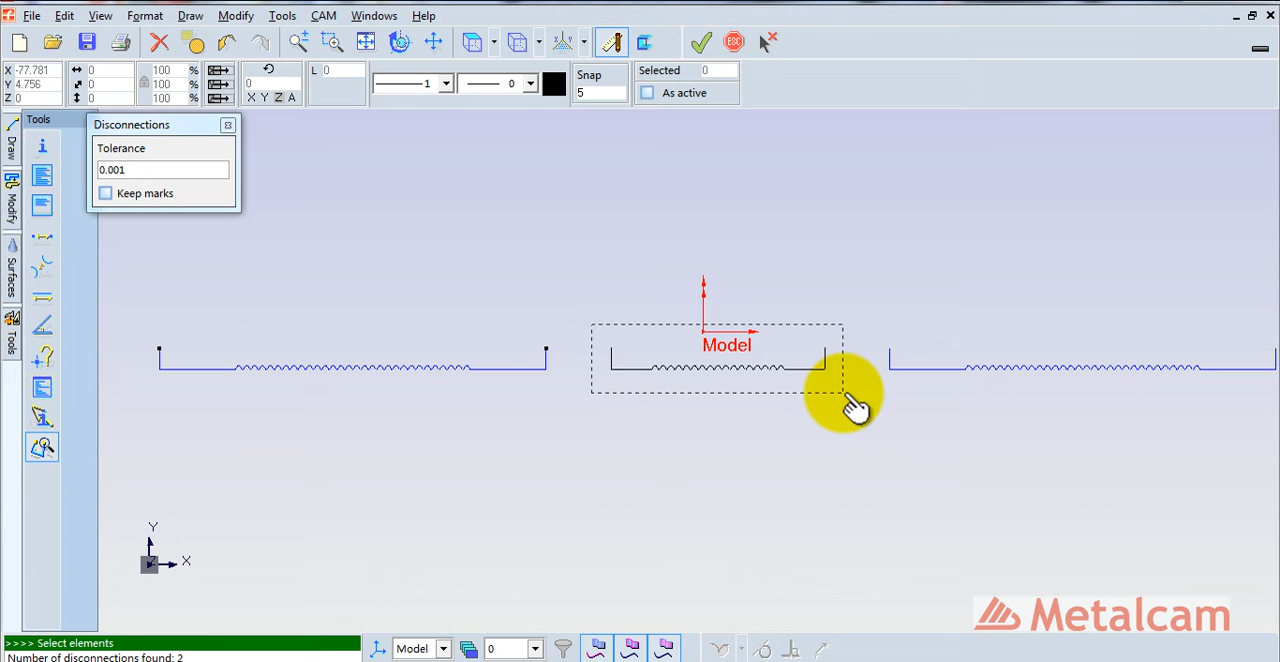 File Edit View Format Draw Modify Tools CAM Windows Help
X -77.781
Y 4.756
Z 0
0
0
0
100 %
100 %
100 %
0
X Y Z A
L 0
1
0
Snap
5
Selected 0
As active
Tools
Draw
Modify
Surfaces
Tools
Disconnections
Tolerance
0.001
Keep marks
Model
Y
X
Metalcam
>>>> Select elements
Model
0
Number of disconnections found: 2